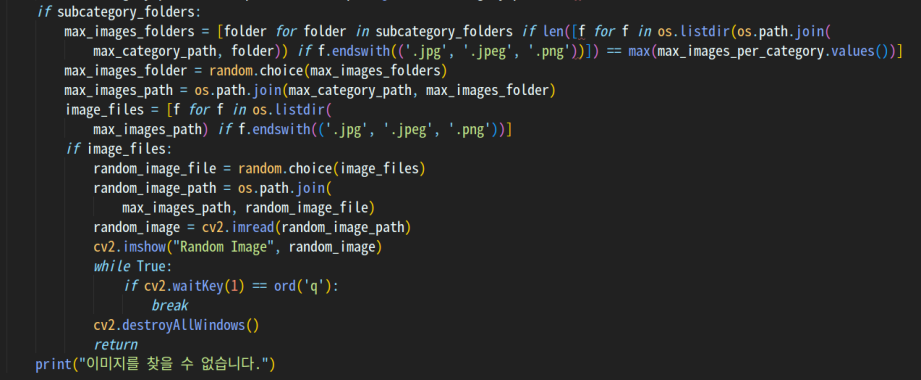 if subcategory_folders:
max_images_folders = [folder for folder in subcategory_folders if len([f for f in os.listdir(os.path.join(
max_category_path, folder)) if f.endswith(('.jpg', '.jpeg', '.png'))]) == max(max_images_per_category.values())]
max_images_folder = random.choice(max_images_folders)
max_images_path = os.path.join(max_category_path, max_images_folder)
image_files = [f for f in os.listdir(
max_images_path) if f.endswith(('.jpg', '.jpeg', '.png'))]
if image_files:
random_image_file = random.choice(image_files)
random_image_path = os.path.join(
max_images_path, random_image_file)
random_image = cv2.imread(random_image_path)
cv2.imshow("Random Image", random_image)
while True:
if cv2.waitKey(1) == ord('q'):
break
cv2.destroyAllWindows()
return
print("이미지를 찾을 수 없습니다.")